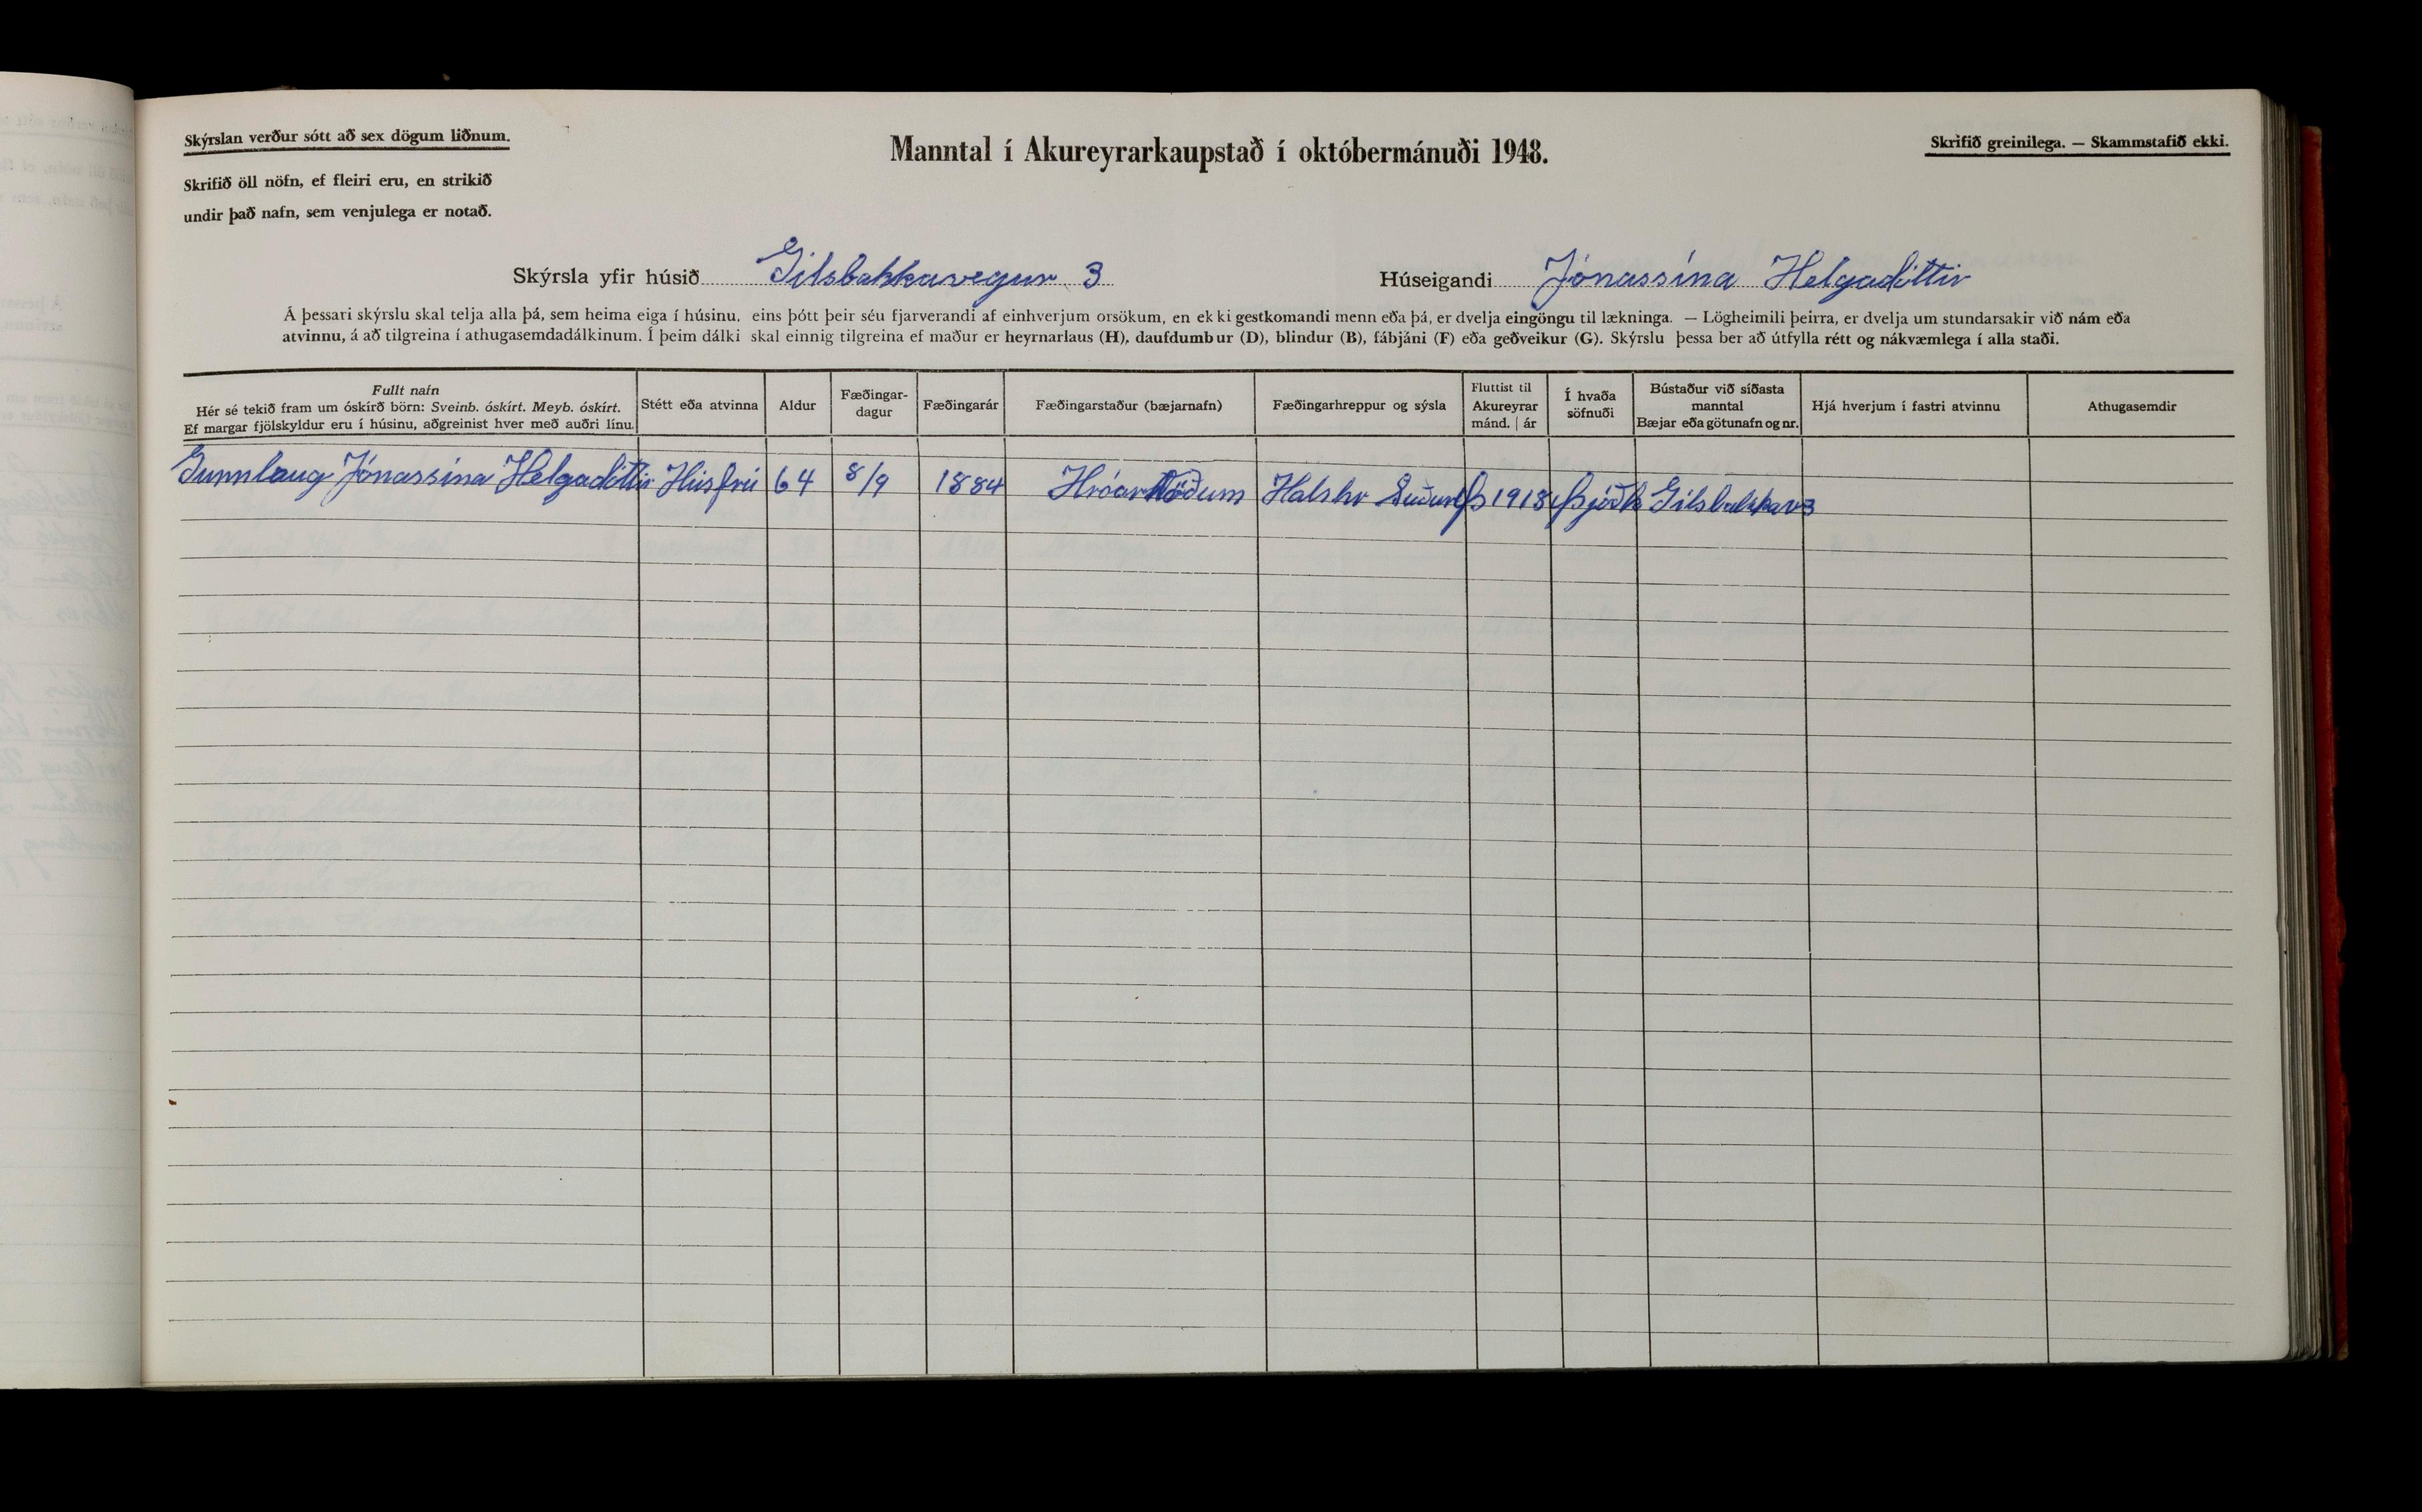 Skýrslan verður sótt að sex dögum liðnum.
Skrifið öll nöfn, ef fleiri eru, en strikið
undir það nafn, sem venjulega er notað.
Manntal í Akureyrarkaupstað í októbermánuði 1948.
Skrifið greinilega. — Skammstafið ekki.
Skýrsla yfir húsið Gilsbakkavegur 3 Húseigandi Jónassína Helgadóttir
Á þessari skýrslu skal telja alla þá, sem heima eiga í húsinu, eins þótt þeir séu fjarverandi af einhverjum orsökum, en ekki gestkomandi menn eða þá, er dvelja eingöngu til lækninga. — Lögheimili þeirra, er dvelja um stundarsakir við nám eða
atvinnu, á að tilgreina í athugasemdadálkinum. Í þeim dálki skal einnig tilgreina ef maður er heyrnarlaus (H), daufdumbur (D), blindur (B), fábjáni (F) eða geðveikur (G). Skýrslu þessa ber að útfylla rétt og nákvæmlega í alla staði.
Fullt nafn
Hér sé tekið fram um óskírð börn: Sveinb. óskírt. Meyb. óskírt.
Ef margar fjölskyldur eru í húsinu, aðgreinist hver með auðri línu.
Stétt eða atvinna
Aldur
Fæðingar-
dagur
Fæðingarár
Fæðingarstaður (bæjarnafn)
Fæðingarhreppur og sýsla
Fluttist til
Akureyrar
mánd. | ár
Í hvaða
söfnuði
Bústaður við síðasta
manntal
Bæjar eða götunafn og nr.
Hjá hverjum í fastri atvinnu
Athugasemdir
Gunnlaug Jónassína Helgadóttir Húsfrú 64 8/9 1884 Hróarstöðum Halshr Suður Þ 1918 Þjóðk Gilsbakkav 3